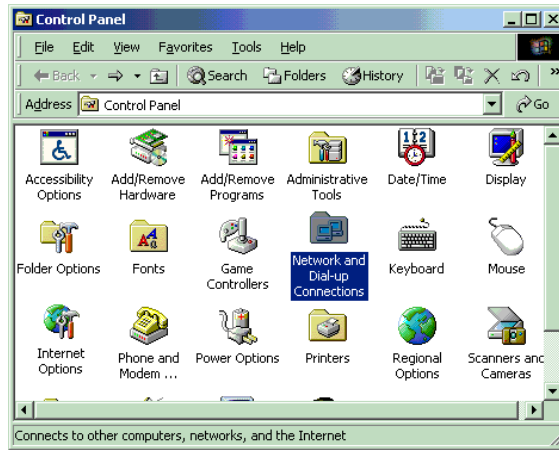 Control Panel
File Edit View Favorites Tools Help
Back Search Folders History »
Address Control Panel Go
Accessibility Options
Add/Remove Hardware
Add/Remove Programs
Administrative Tools
Date/Time
Display
Folder Options
Fonts
Game Controllers
Network and Dial-up Connections
Keyboard
Mouse
Internet Options
Phone and Modem ...
Power Options
Printers
Regional Options
Scanners and Cameras
Connects to other computers, networks, and the Internet